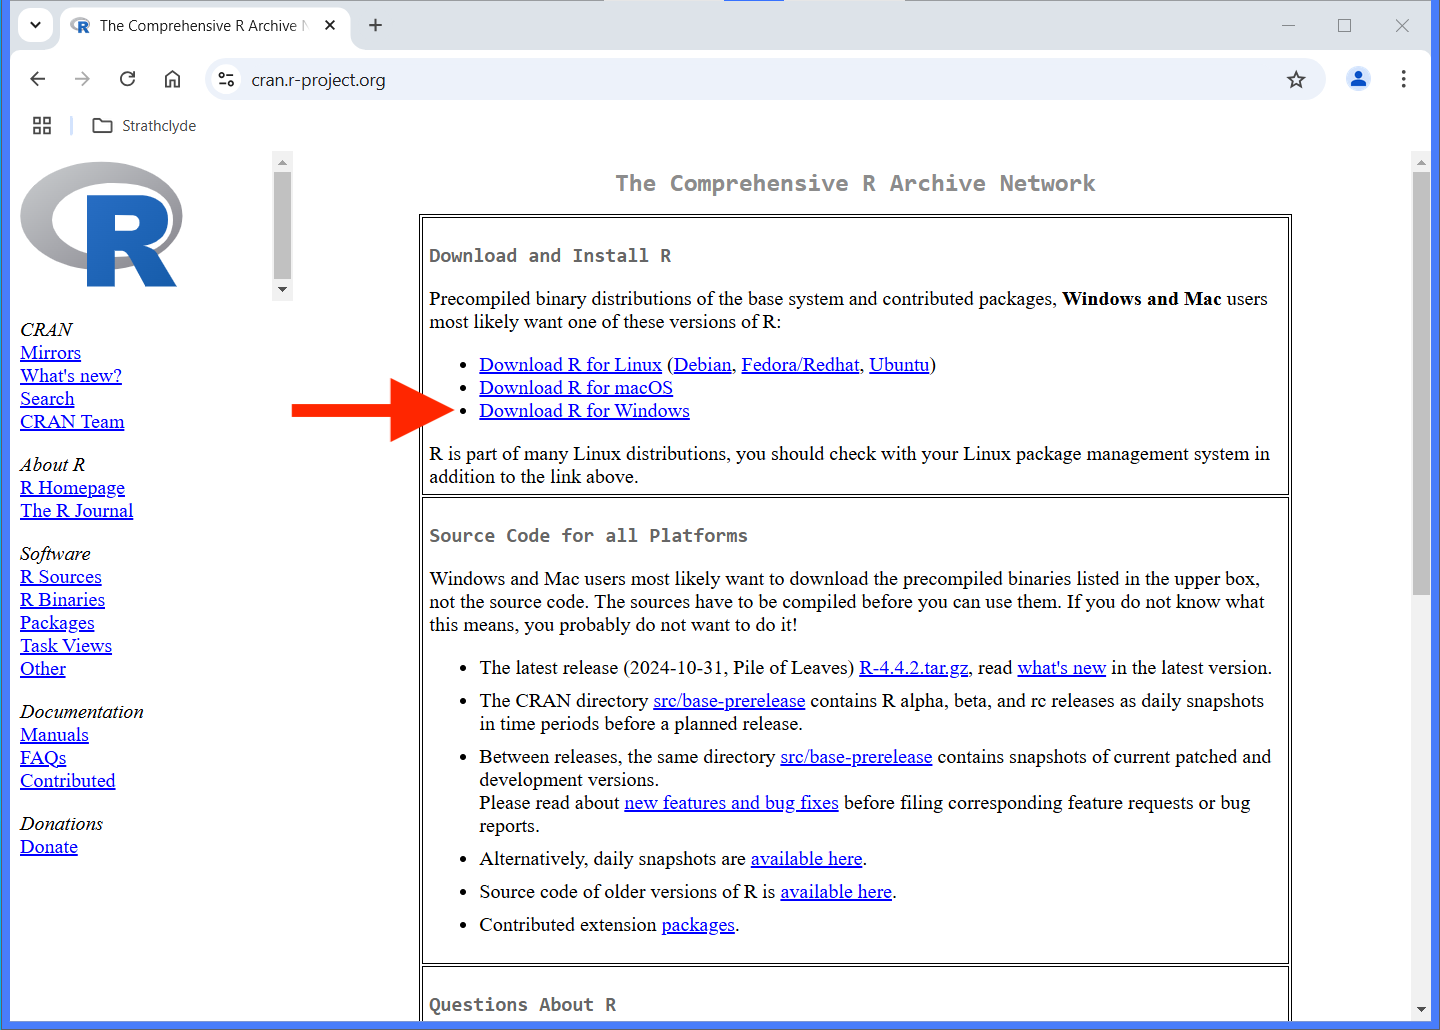 The Comprehensive R Archive N
cran.r-project.org
Strathclyde
R
CRAN
Mirrors
What's new?
Search
CRAN Team
About R
R Homepage
The R Journal
Software
R Sources
R Binaries
Packages
Task Views
Other
Documentation
Manuals
FAQs
Contributed
Donations
Donate
The Comprehensive R Archive Network
Download and Install R
Precompiled binary distributions of the base system and contributed packages, Windows and Mac users
most likely want one of these versions of R:
• Download R for Linux (Debian, Fedora/Redhat, Ubuntu)
• Download R for macOS
• Download R for Windows
R is part of many Linux distributions, you should check with your Linux package management system in
addition to the link above.
Source Code for all Platforms
Windows and Mac users most likely want to download the precompiled binaries listed in the upper box,
not the source code. The sources have to be compiled before you can use them. If you do not know what
this means, you probably do not want to do it!
• The latest release (2024-10-31, Pile of Leaves) R-4.4.2.tar.gz, read what's new in the latest version.
• The CRAN directory src/base-prerelease contains R alpha, beta, and rc releases as daily snapshots
in time periods before a planned release.
• Between releases, the same directory src/base-prerelease contains snapshots of current patched and
development versions.
Please read about new features and bug fixes before filing corresponding feature requests or bug
reports.
• Alternatively, daily snapshots are available here.
• Source code of older versions of R is available here.
• Contributed extension packages.
Questions About R